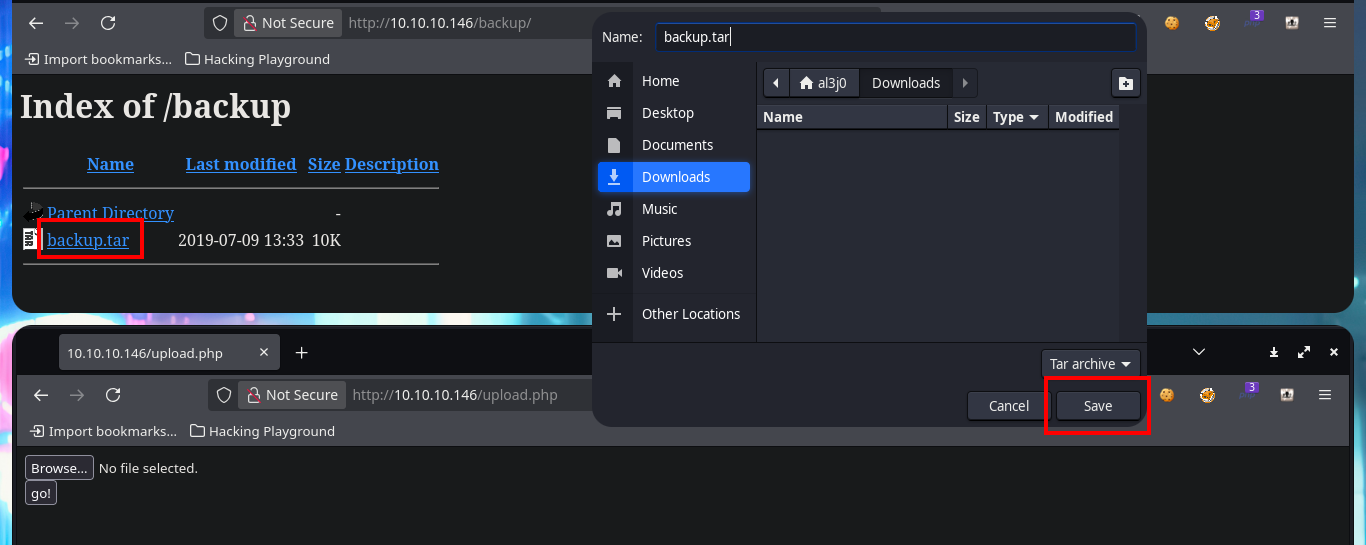 Not Secure http://10.10.10.146/backup/
3
Import bookmarks... Hacking Playground
Index of /backup
Name Last modified Size Description
Parent Directory -
TAR backup.tar 2019-07-09 13:33 10K
Name: backup.tar
Home
Desktop
Documents
Downloads
Music
Pictures
Videos
Other Locations
al3j0 Downloads
Name Size Type Modified
Tar archive
Cancel Save
10.10.10.146/upload.php
Not Secure http://10.10.10.146/upload.php
3
Import bookmarks... Hacking Playground
Browse... No file selected.
go!